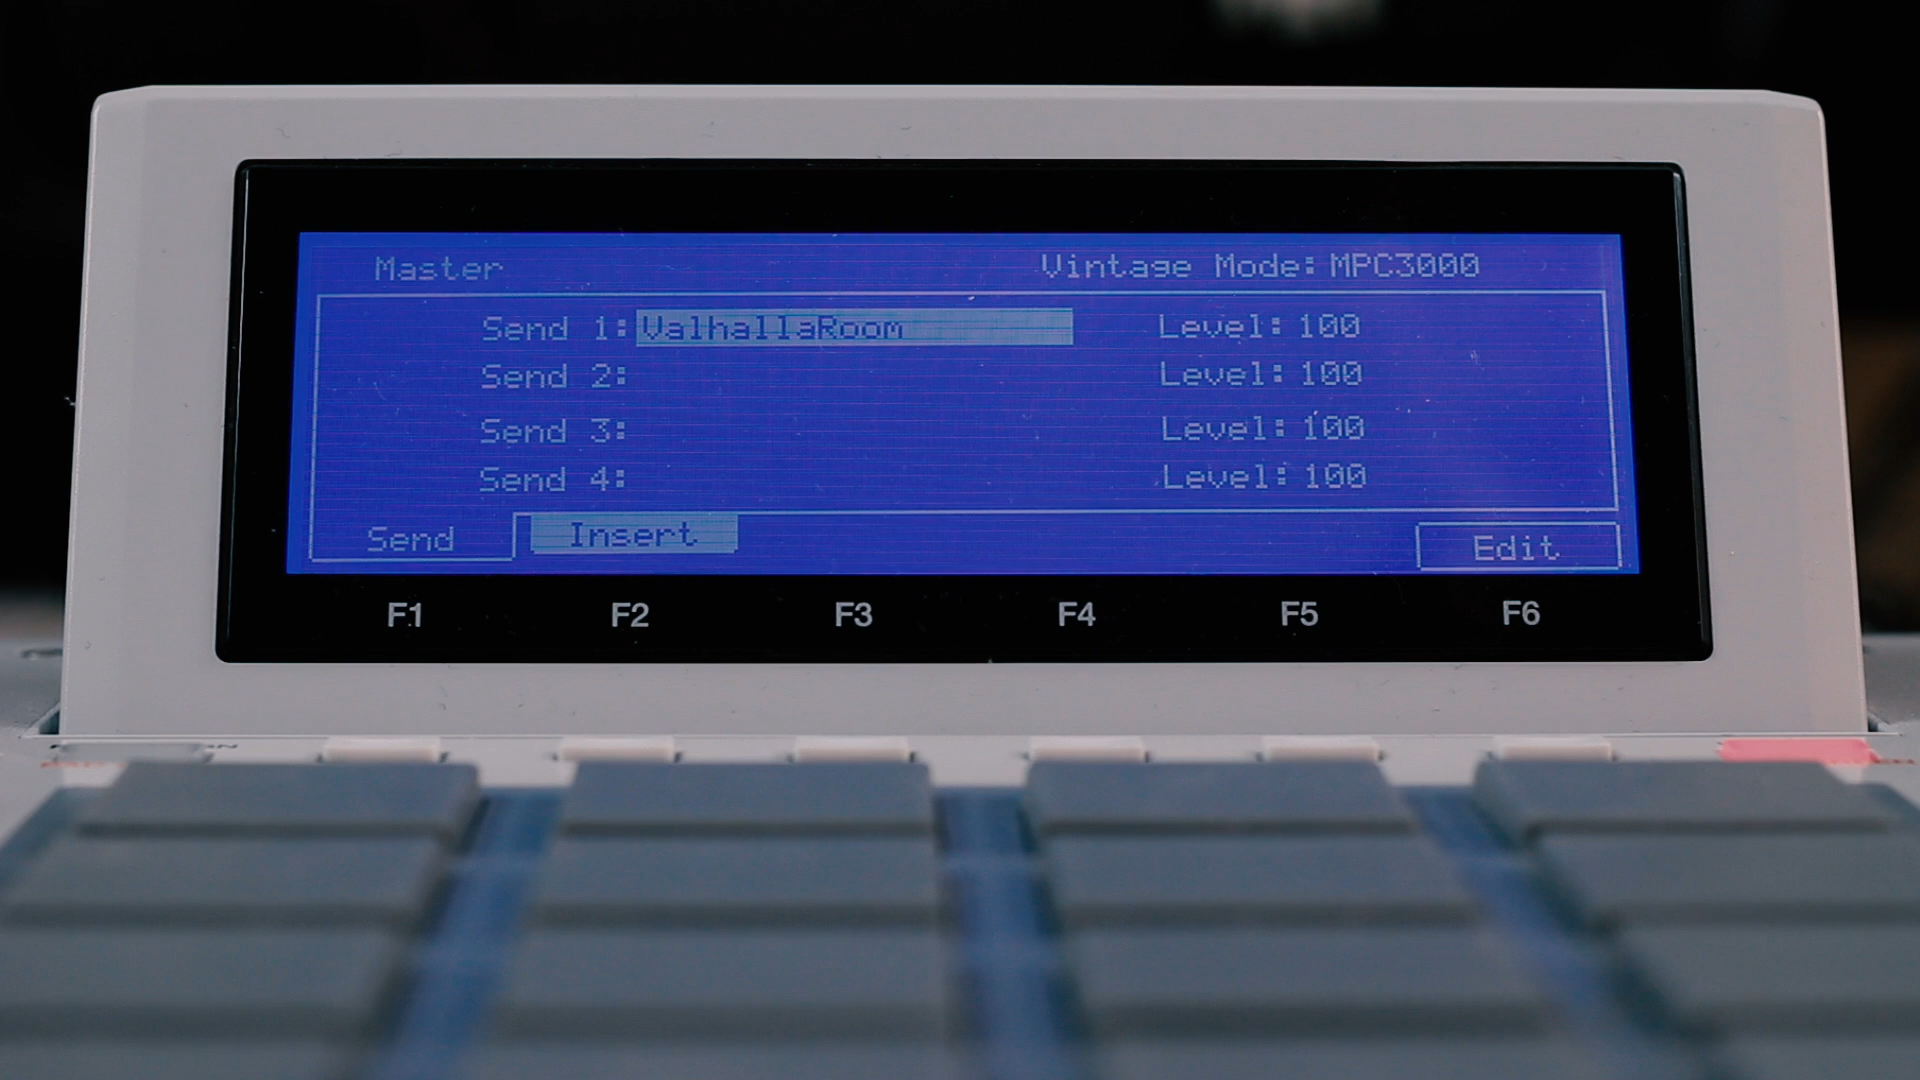 Master Vintage Mode: MPC3000
Send 1: ValhallaRoom Level: 100
Send 2: Level: 100
Send 3: Level: 100
Send 4: Level: 100
Send Insert Edit
F1 F2 F3 F4 F5 F6